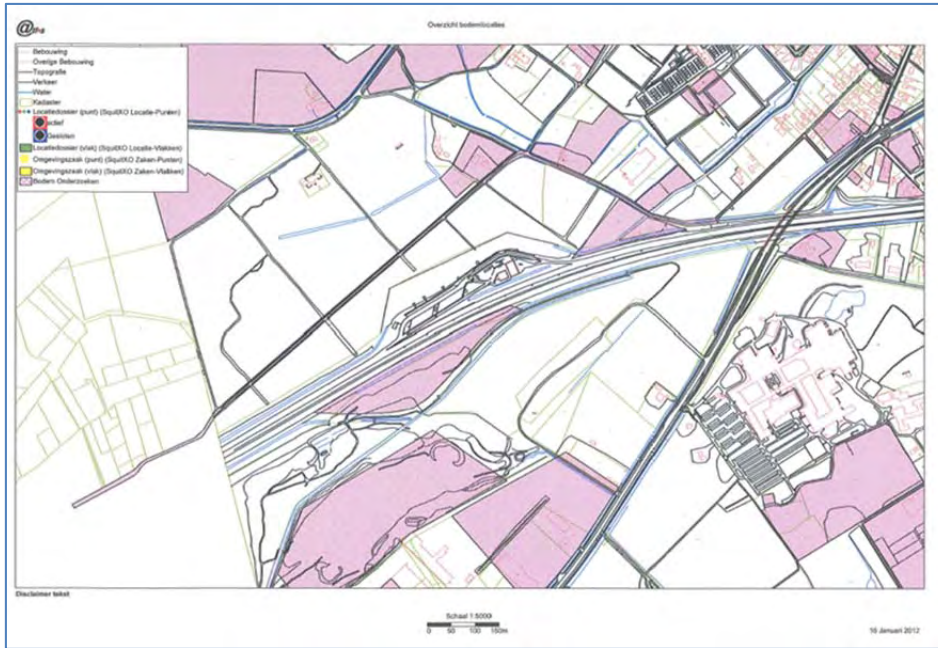 Overzicht bodemlocaties
Bebouwing
Overige Bebouwing
Topografie
Verkeer
Water
Kadaster
Locatiedossier (punt) (SquitXO Locatie-Punten)
actief
Gesloten
Locatiedossier (vlak) (SquitXO Locatie-Vlakken)
Omgevingszaak (punt) (SquitXO Zaken-Punten)
Omgevingszaak (vlak) (SquitXO Zaken-Vlakken)
Bodem Onderzoeken
Disclaimer tekst
Schaal 1:5000
0 50 100 150m
16 Januari 2012